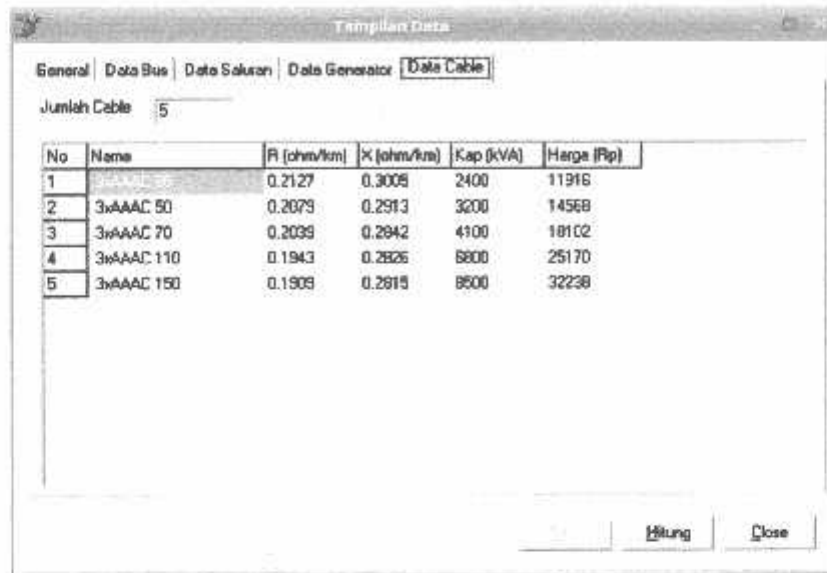 Tampilan Data
General Data Bus Data Saluran Data Generator Data Cable
Jumlah Cable 5
No Name R (ohm/km) X (ohm/km) Kap (kVA) Harga (Rp)
1 0.2127 0.3005 2400 11916
2 3xAAAC 50 0.2079 0.2913 3200 14568
3 3xAAAC 70 0.2039 0.2842 4100 18102
4 3xAAAC 110 0.1943 0.2826 6800 25170
5 3xAAAC 150 0.1909 0.2815 8500 32238
Hitung Close